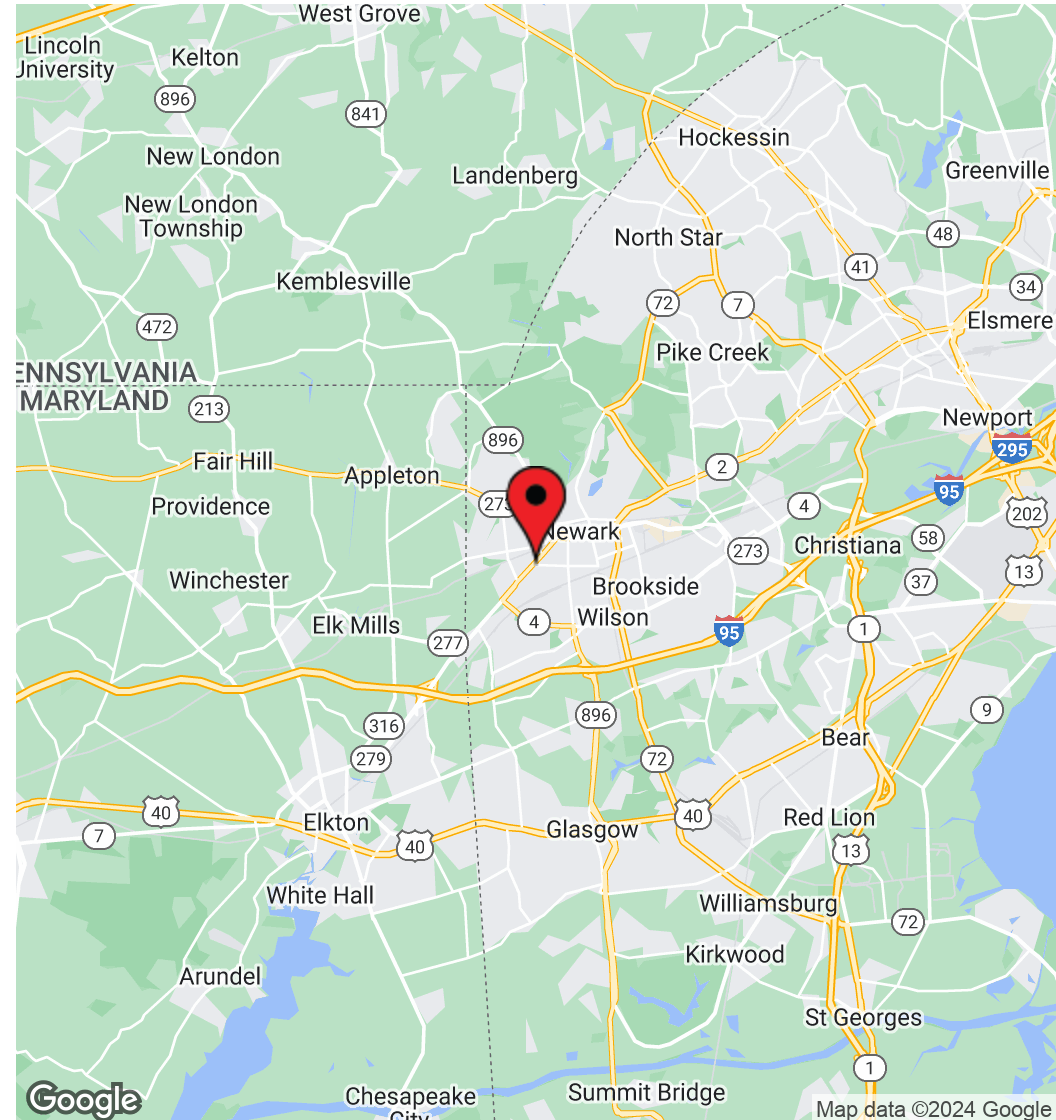 West Grove
Lincoln
University
Kelton
896
841
Hockessin
New London
Landenberg
Greenville
New London
Township
North Star
48
41
Kemblesville
34
72
7
472
Elsmere
Pike Creek
ENNSYLVANIA
MARYLAND
213
Newport
896
295
Fair Hill
2
Appleton
95
Providence
4
202
Newark
58
273
Christiana
13
Winchester
37
Brookside
Wilson
Elk Mills
4
95
1
277
896
9
316
Bear
72
279
40
40
Red Lion
Elkton
Glasgow
7
40
13
White Hall
Williamsburg
72
Kirkwood
Arundel
St Georges
1
Summit Bridge
Chesapeake
City
Google
Map data ©2024 Google